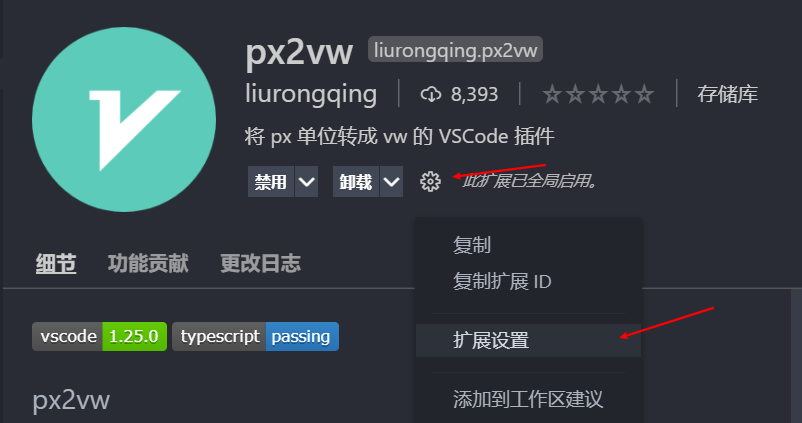 px2vw liurongqing.px2vw
liurongqing 8,393 存储库
将 px 单位转成 vw 的 VSCode 插件
禁用 卸载 此扩展已全局启用。
复制
细节 功能贡献 更改日志
复制扩展 ID
vscode 1.25.0 typescript passing
扩展设置
px2vw
添加到工作区建议